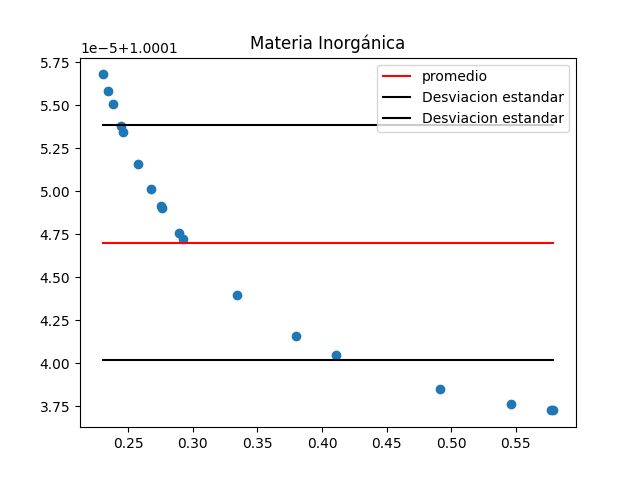 Materia Inorgánica
1e−5+1.0001
promedio
Desviacion estandar
Desviacion estandar
5.75
5.50
5.25
5.00
4.75
4.50
4.25
4.00
3.75
0.25 0.30 0.35 0.40 0.45 0.50 0.55